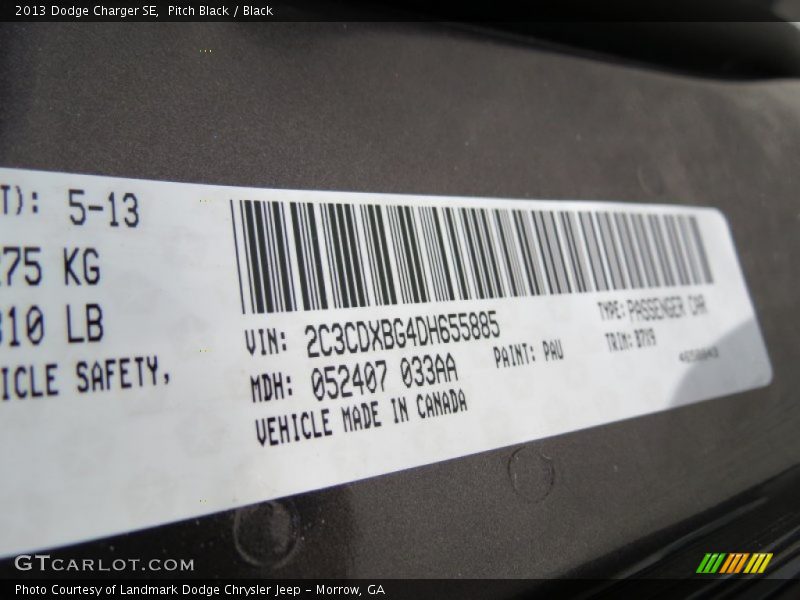 2013 Dodge Charger SE, Pitch Black / Black
T): 5-13
75 KG
310 LB
ICLE SAFETY,
VIN: 2C3CDXBG4DH655885
MDH: 052407 033AA
VEHICLE MADE IN CANADA
PAINT: PAU
TYPE: PASSENGER CAR
TRIM: B7X9
GTCARLOT.COM
Photo Courtesy of Landmark Dodge Chrysler Jeep - Morrow, GA